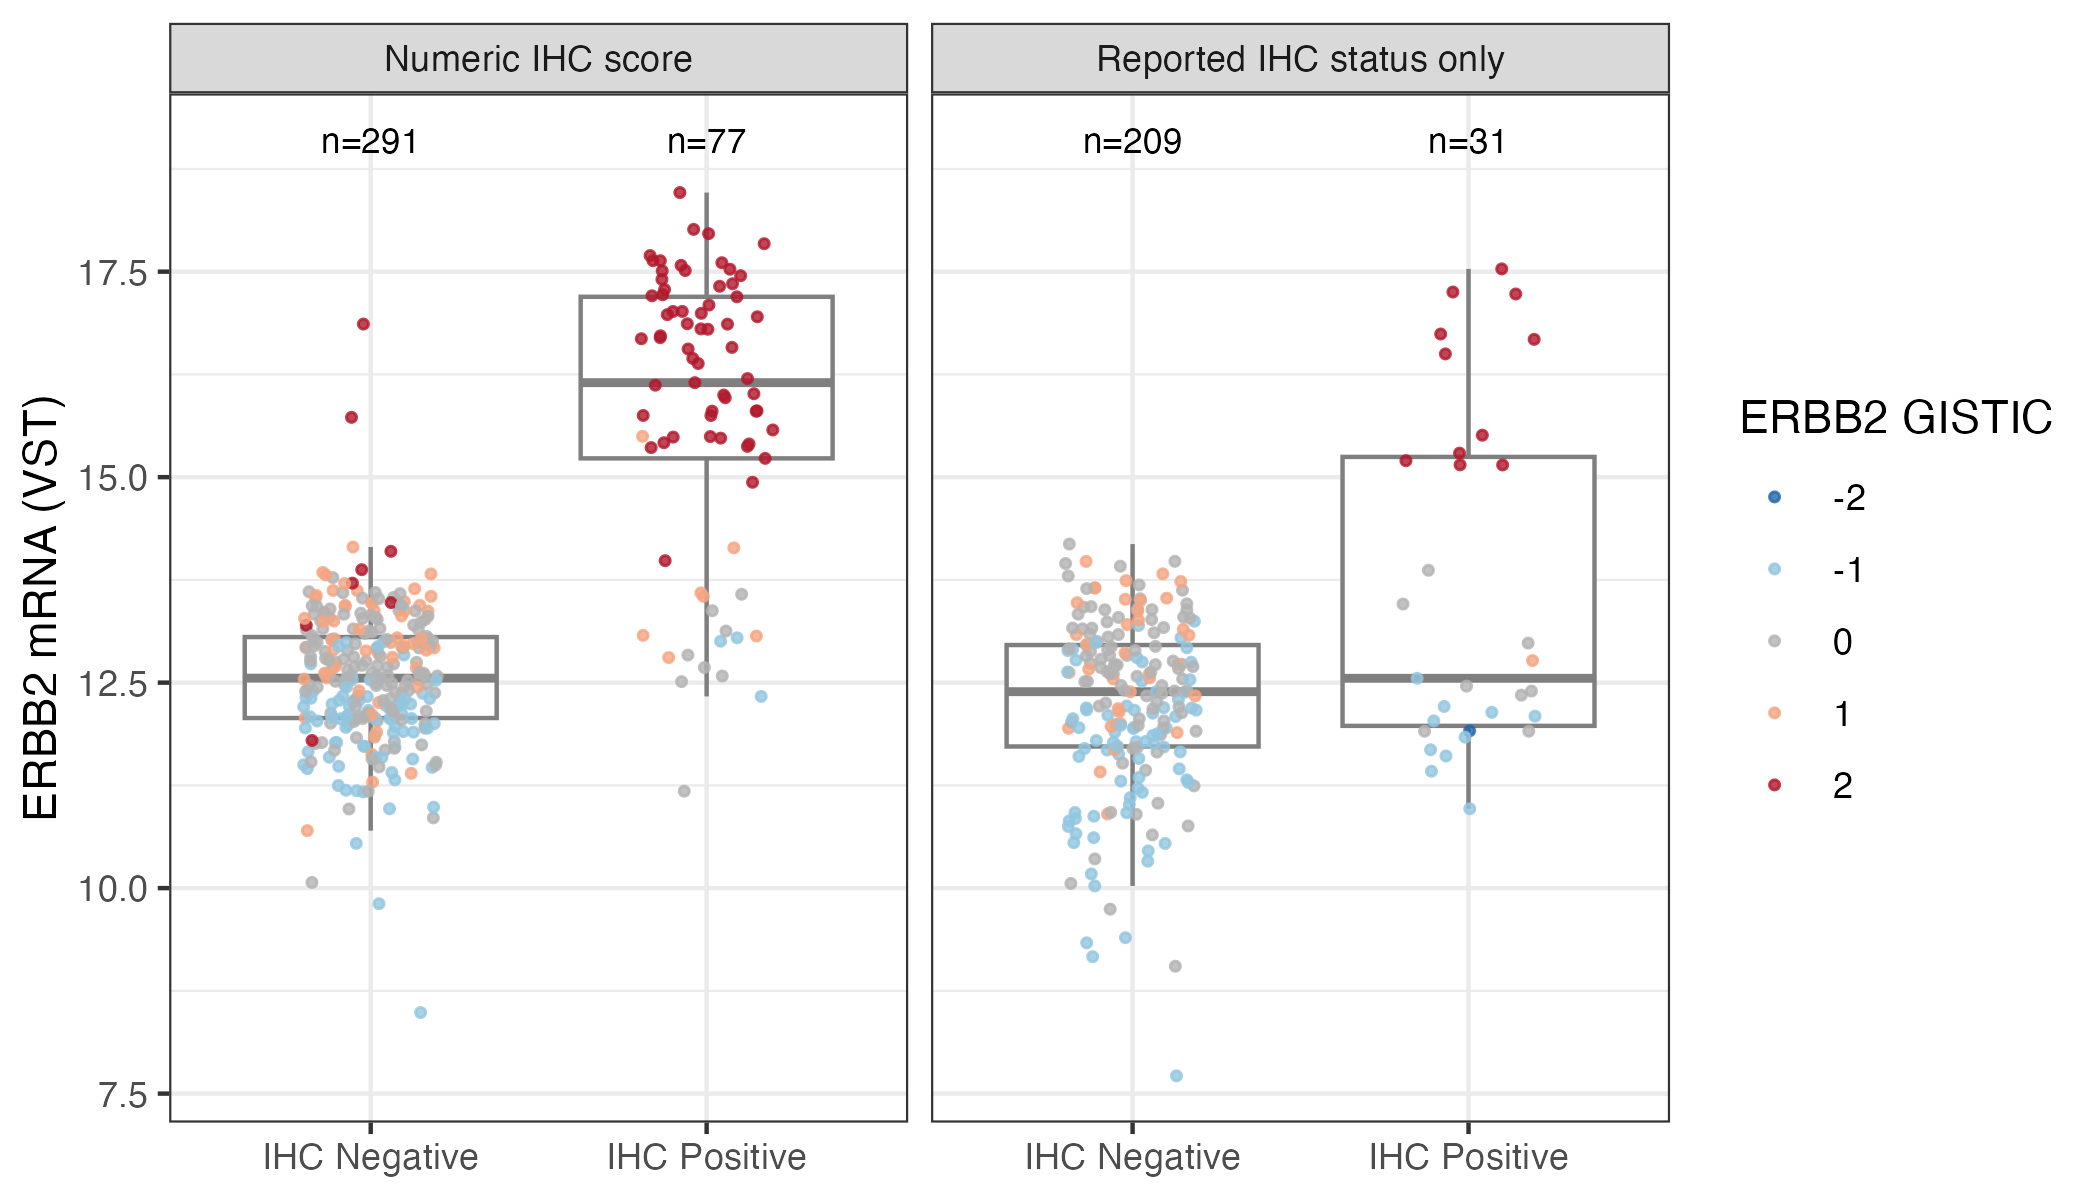 Numeric IHC score
Reported IHC status only
n=291
n=77
n=209
n=31
ERBB2 mRNA (VST)
17.5
15.0
12.5
10.0
7.5
IHC Negative
IHC Positive
IHC Negative
IHC Positive
ERBB2 GISTIC
-2
-1
0
1
2